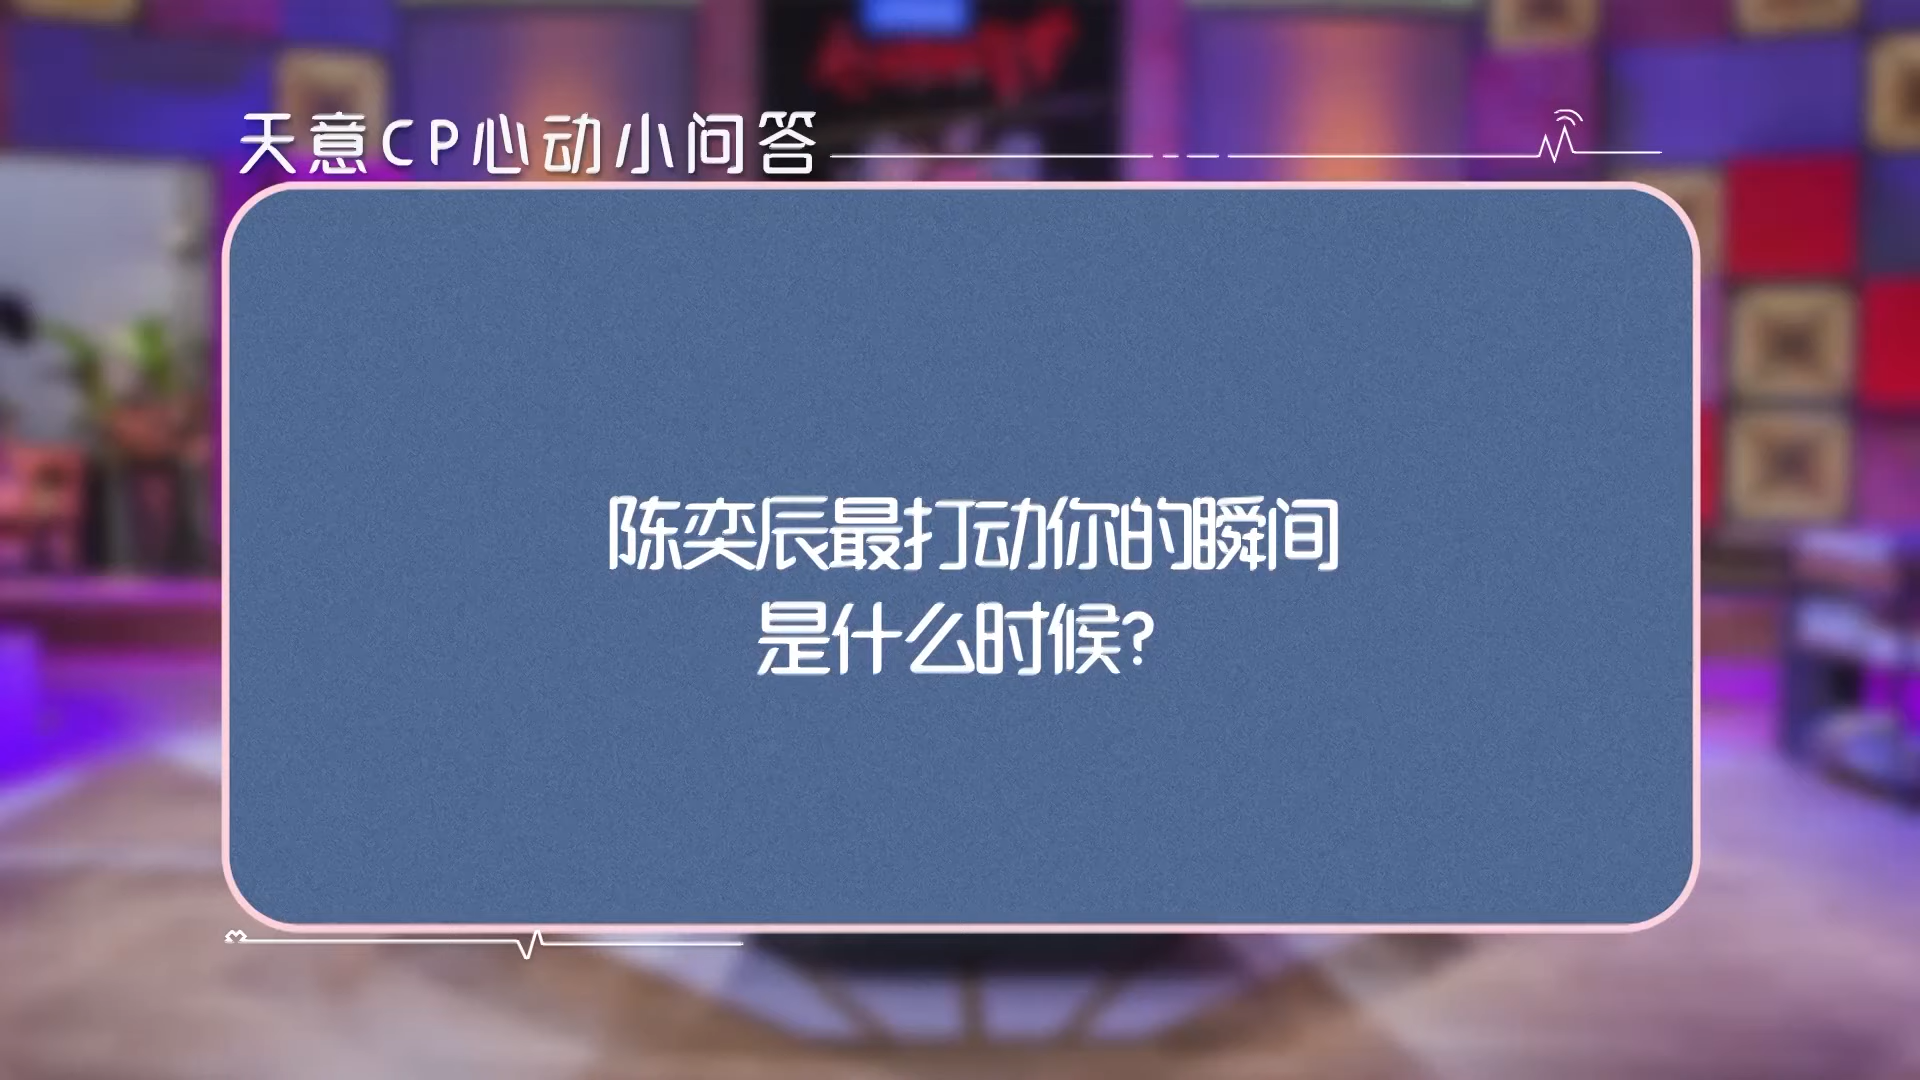 天意CP心动小问答
陈奕辰最打动你的瞬间
是什么时候?